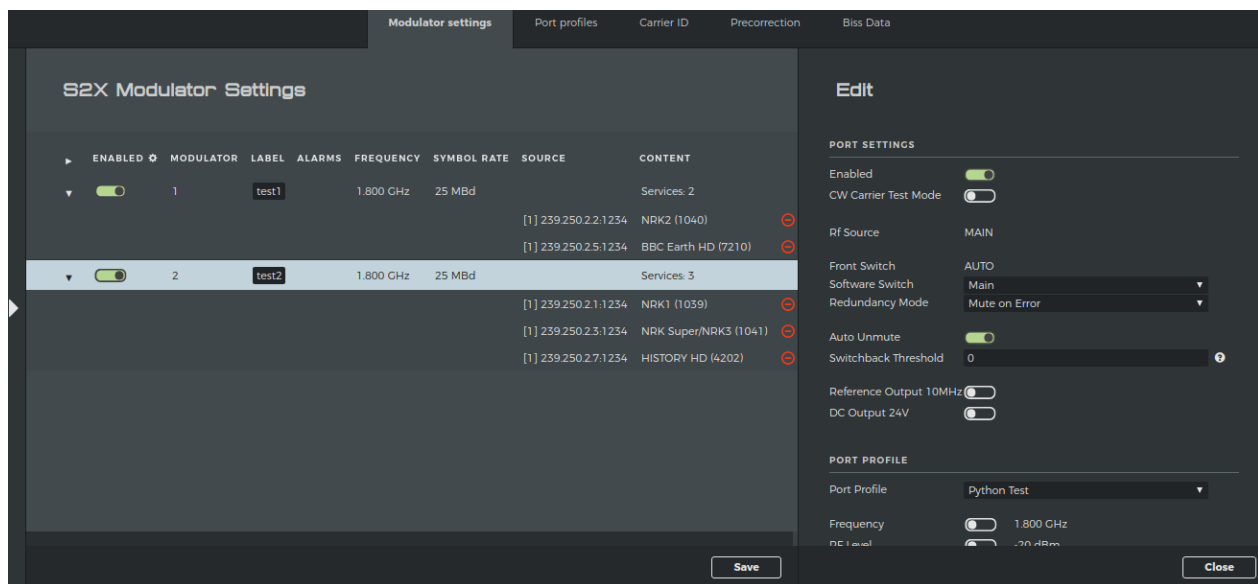 Modulator settings Port profiles Carrier ID Precorrection Biss Data
S2X Modulator Settings
ENABLED MODULATOR LABEL ALARMS FREQUENCY SYMBOL RATE SOURCE CONTENT
1 test1 1.800 GHz 25 MBd Services: 2
[1] 239.250.2.2:1234 NRK2 (1040)
[1] 239.250.2.5:1234 BBC Earth HD (7210)
2 test2 1.800 GHz 25 MBd Services: 3
[1] 239.250.2.1:1234 NRK1 (1039)
[1] 239.250.2.3:1234 NRK Super/NRK3 (1041)
[1] 239.250.2.7:1234 HISTORY HD (4202)
Save
Edit
PORT SETTINGS
Enabled
CW Carrier Test Mode
Rf Source MAIN
Front Switch AUTO
Software Switch Main
Redundancy Mode Mute on Error
Auto Unmute
Switchback Threshold 0
Reference Output 10MHz
DC Output 24V
PORT PROFILE
Port Profile Python Test
Frequency 1.800 GHz
RF Level -20 dBm
Close